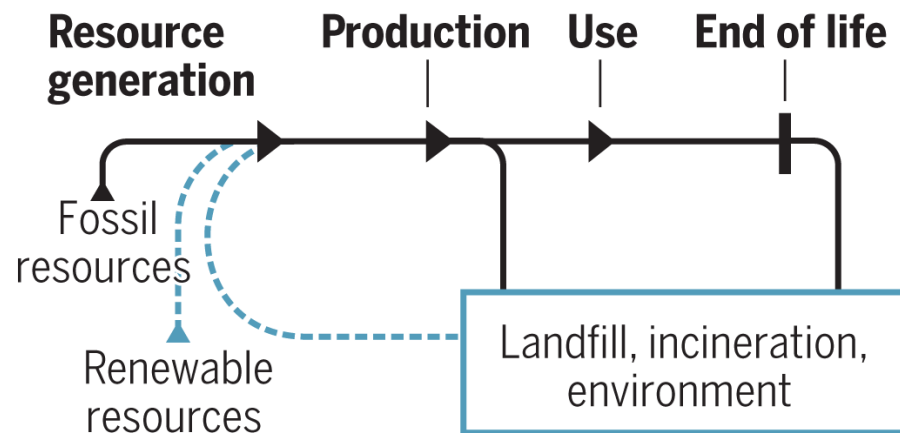 Resource
generation
Production
Use
End of life
Fossil
resources
Renewable
resources
Landfill, incineration,
environment